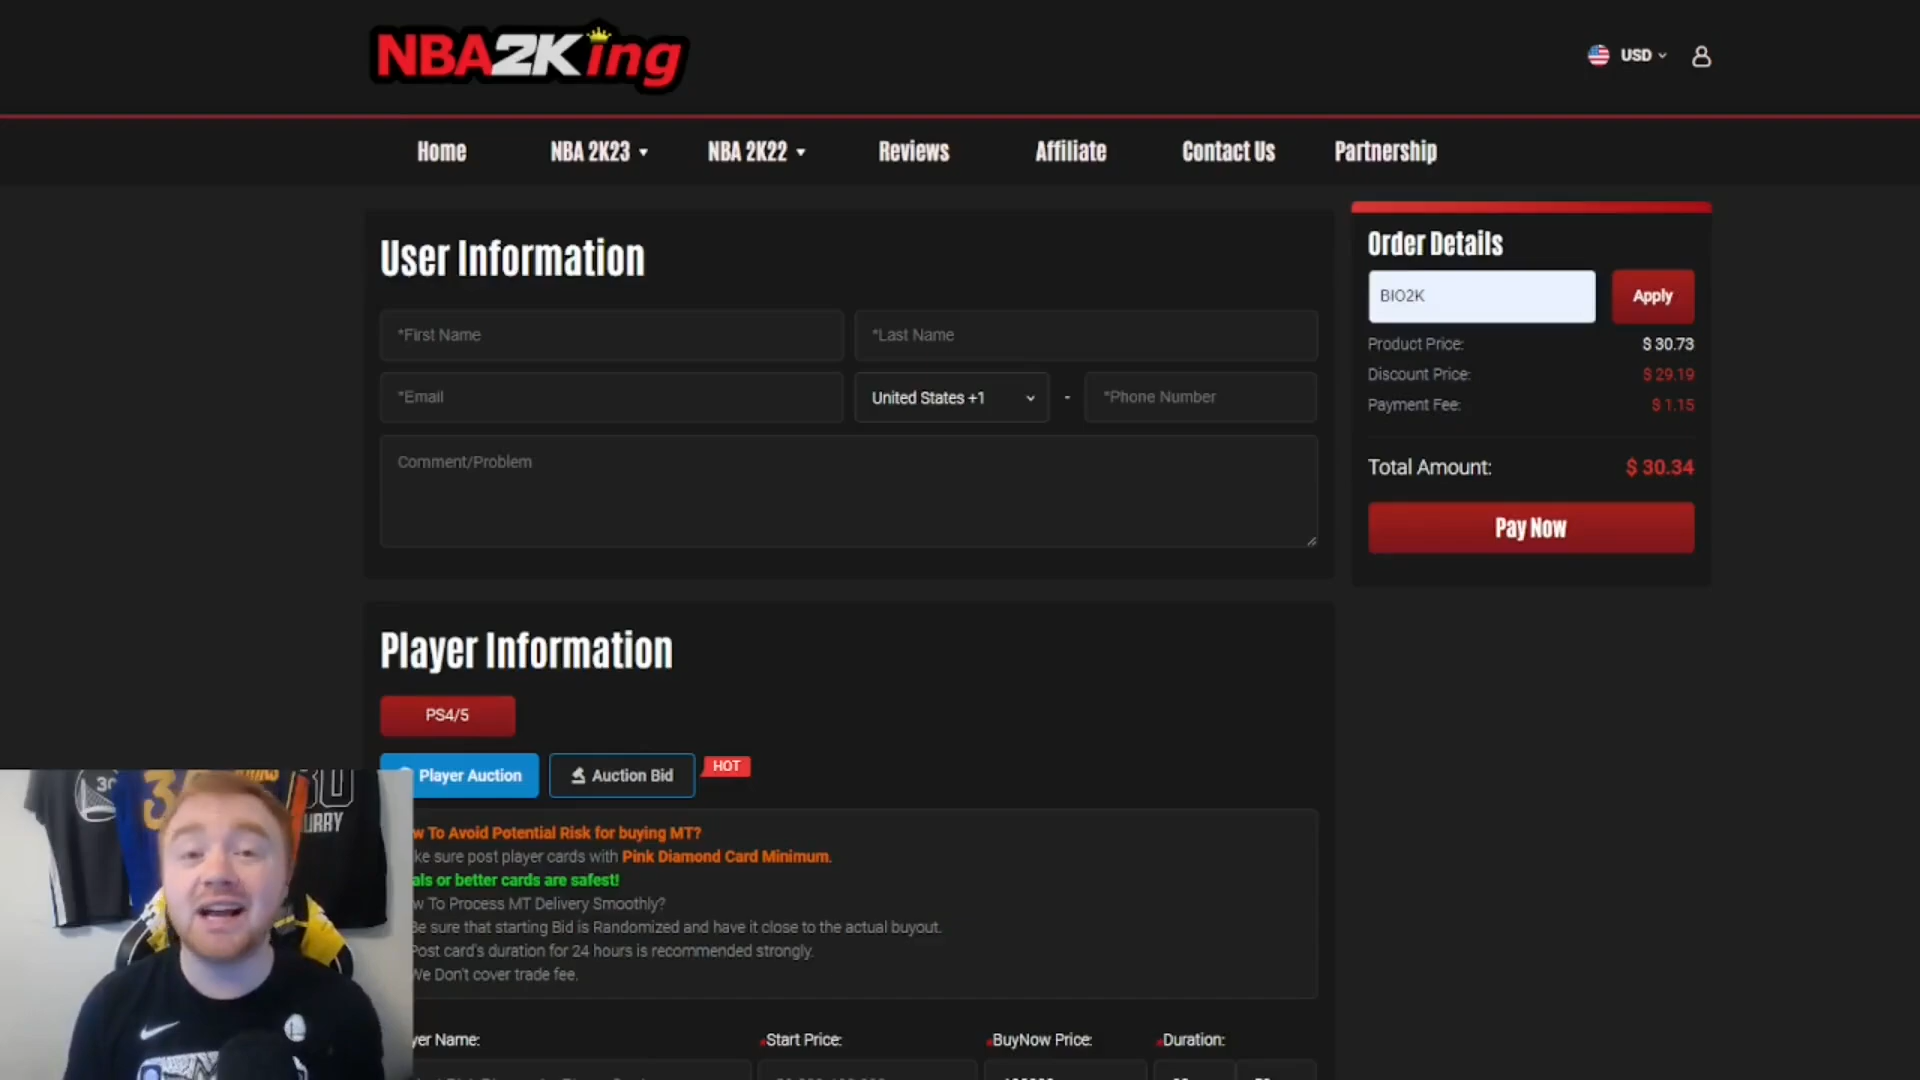 NBA2King
USD
Home
NBA 2K23
NBA 2K22
Reviews
Affiliate
Contact Us
Partnership
User Information
*First Name
*Last Name
*Email
United States +1
-
*Phone Number
Comment/Problem
Order Details
BIO2K
Apply
Product Price:
$ 30.73
Discount Price:
$ 29.19
Payment Fee:
$ 1.15
Total Amount:
$ 30.34
Pay Now
Player Information
PS4/5
Player Auction
Auction Bid
HOT
w To Avoid Potential Risk for buying MT?
ke sure post player cards with Pink Diamond Card Minimum.
als or better cards are safest!
w To Process MT Delivery Smoothly?
Be sure that starting Bid is Randomized and have it close to the actual buyout.
Post card's duration for 24 hours is recommended strongly.
We Don't cover trade fee.
yer Name:
*Start Price:
*BuyNow Price:
*Duration:
30
3
30
URRY